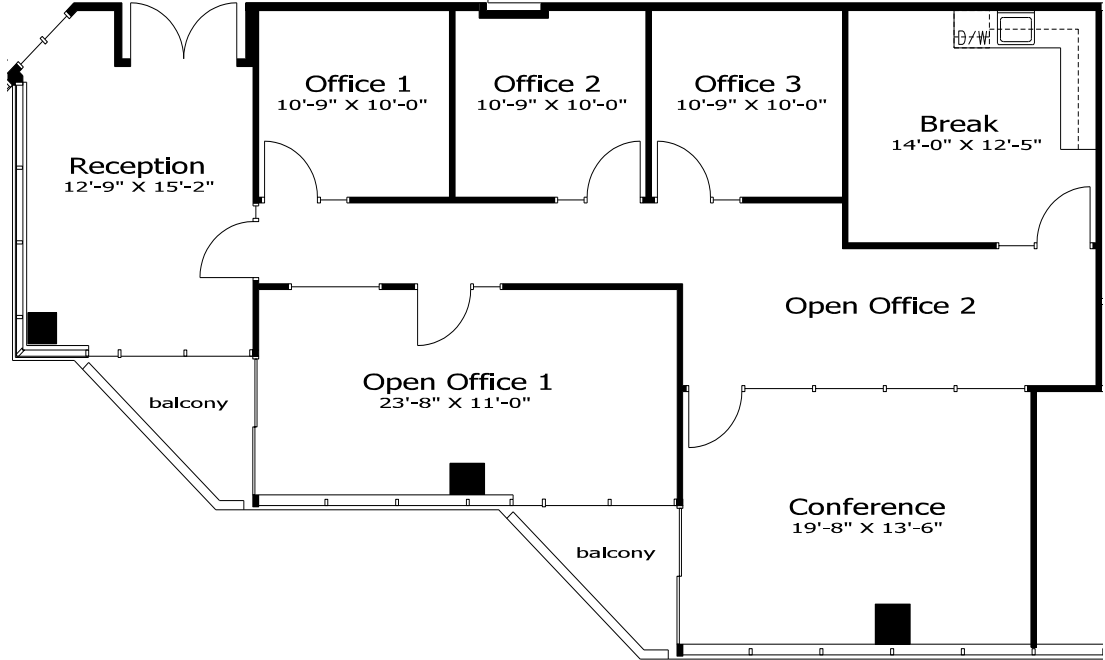 Office 1
10'-9" X 10'-0"
Office 2
10'-9" X 10'-0"
Office 3
10'-9" X 10'-0"
D/W
Break
14'-0" X 12'-5"
Reception
12'-9" X 15'-2"
Open Office 2
Open Office 1
23'-8" X 11'-0"
balcony
Conference
19'-8" X 13'-6"
balcony